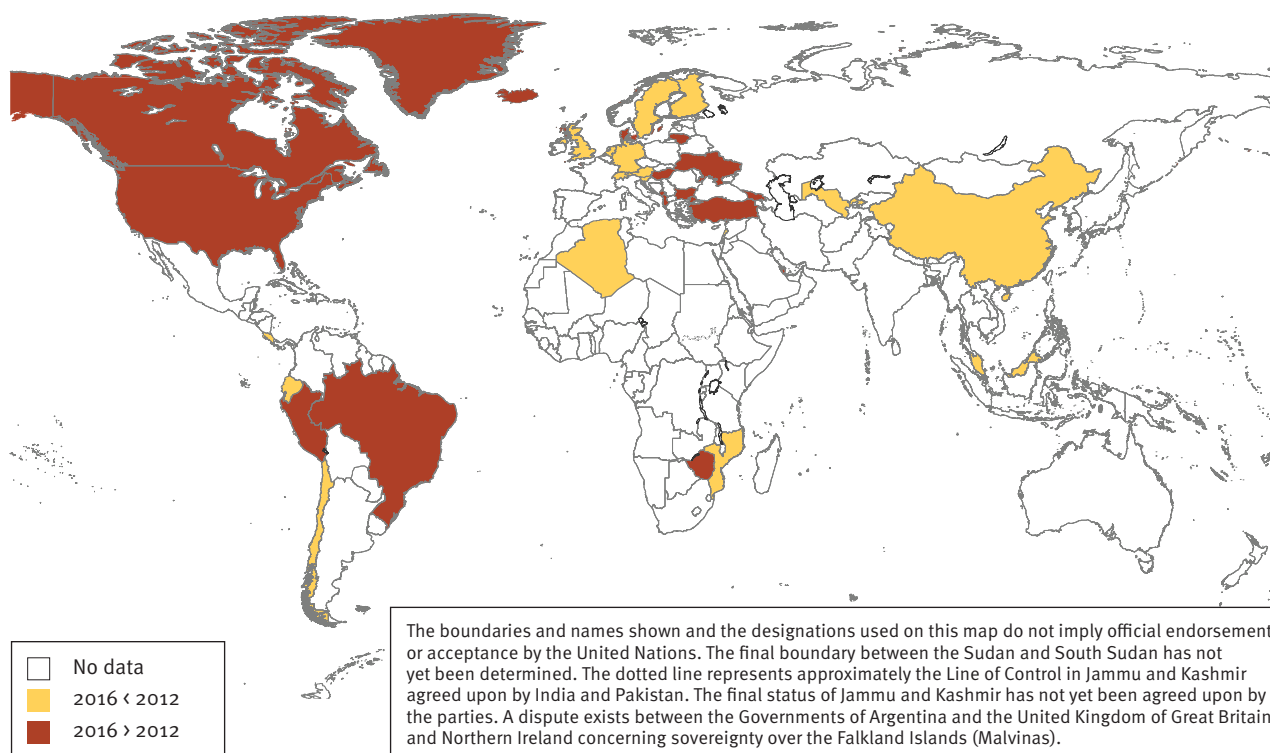 No data
2016 < 2012
2016 > 2012
The boundaries and names shown and the designations used on this map do not imply official endorsement
or acceptance by the United Nations. The final boundary between the Sudan and South Sudan has not
yet been determined. The dotted line represents approximately the Line of Control in Jammu and Kashmir
agreed upon by India and Pakistan. The final status of Jammu and Kashmir has not yet been agreed upon by
the parties. A dispute exists between the Governments of Argentina and the United Kingdom of Great Britain
and Northern Ireland concerning sovereignty over the Falkland Islands (Malvinas).